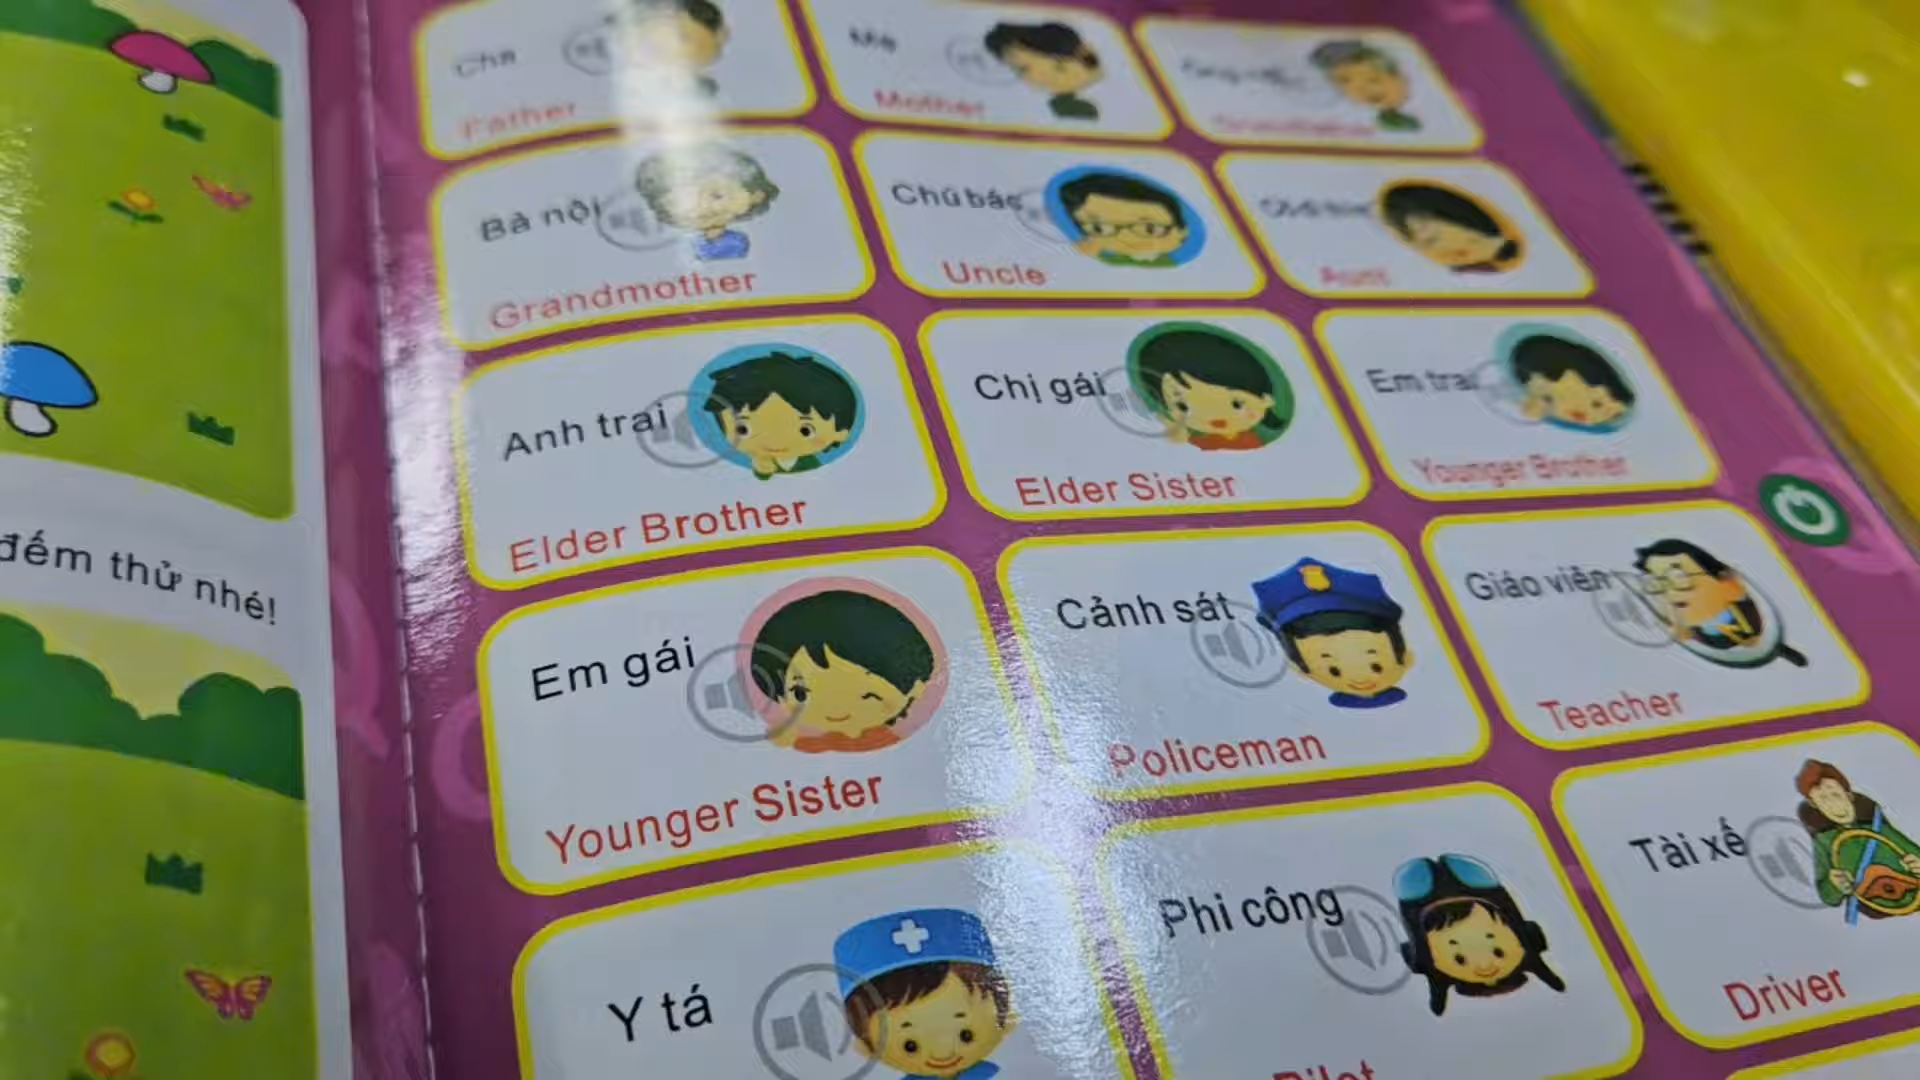 đếm thử nhé!
Cha
Father
Mẹ
Mother
Bà nội
Grandmother
Chú bác
Uncle
Aunt
Anh trai
Elder Brother
Chị gái
Elder Sister
Em trai
Younger Brother
Em gái
Younger Sister
Cảnh sát
Policeman
Giáo viên
Teacher
Y tá
Phi công
Pilot
Tài xế
Driver